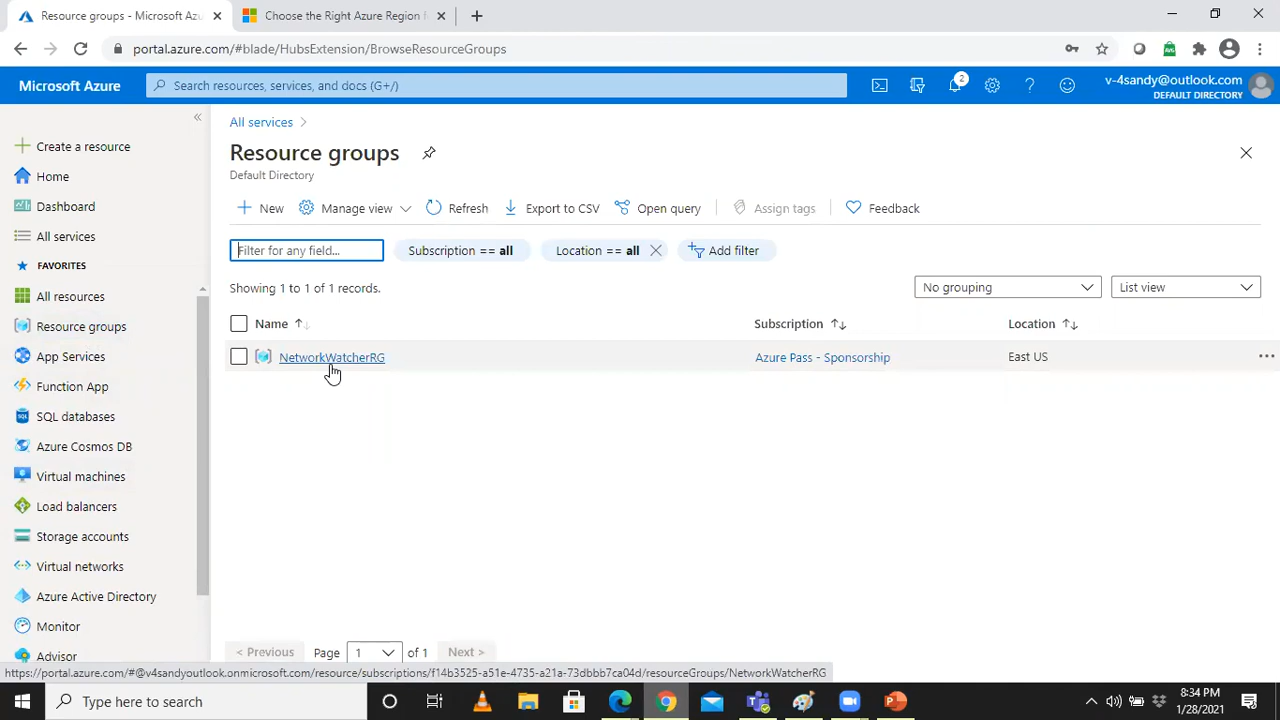 Resource groups - Microsoft Azu
Choose the Right Azure Region f
portal.azure.com/#blade/HubsExtension/BrowseResourceGroups
Microsoft Azure
Search resources, services, and docs (G+/)
2
v-4sandy@outlook.com
DEFAULT DIRECTORY
Create a resource
Home
Dashboard
All services
FAVORITES
All resources
Resource groups
App Services
Function App
SQL databases
Azure Cosmos DB
Virtual machines
Load balancers
Storage accounts
Virtual networks
Azure Active Directory
Monitor
Advisor
All services
Resource groups
Default Directory
New
Manage view
Refresh
Export to CSV
Open query
Assign tags
Feedback
Filter for any field...
Subscription == all
Location == all
Add filter
Showing 1 to 1 of 1 records.
No grouping
List view
Name
Subscription
Location
NetworkWatcherRG
Azure Pass - Sponsorship
East US
< Previous
Page
1
of 1
Next >
https://portal.azure.com/#@v4sandyoutlook.onmicrosoft.com/resource/subscriptions/f14b3525-a51e-4735-a21a-73dbbb7ca04d/resourceGroups/NetworkWatcherRG
Type here to search
8:34 PM
1/28/2021